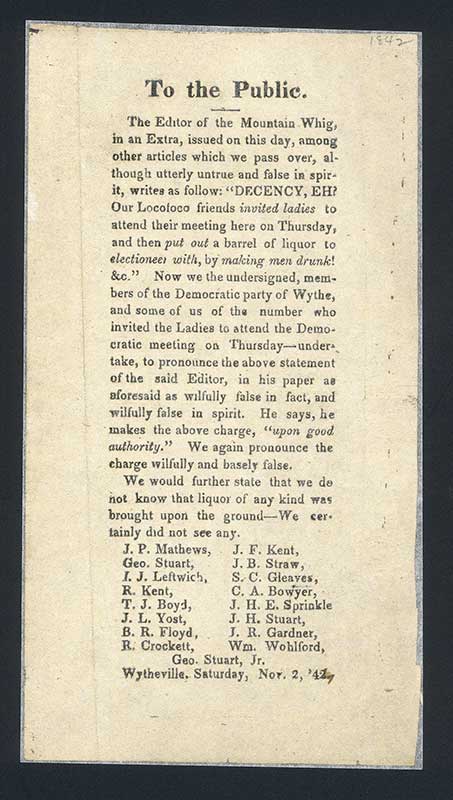 1842
To the Public.
The Editor of the Mountain Whig,
in an Extra, issued on this day, among
other articles which we pass over, al-
though utterly untrue and false in spir-
it, writes as follow: "DECENCY, EH?
Our Locofoco friends invited ladies to
attend their meeting here on Thursday,
and then put out a barrel of liquor to
electioneer with, by making men drunk!
&c." Now we the undersigned, mem-
bers of the Democratic party of Wythe,
and some of us of the number who
invited the Ladies to attend the Demo-
cratic meeting on Thursday—under-
take, to pronounce the above statement
of the said Editor, in his paper as
aforesaid as wilfully false in fact, and
wilfully false in spirit. He says, he
makes the above charge, "upon good
authority." We again pronounce the
charge wilfully and basely false.
We would further state that we do
not know that liquor of any kind was
brought upon the ground—We cer-
tainly did not see any.
J. P. Mathews, J. F. Kent,
Geo. Stuart, J. B. Straw,
I. J. Leftwich, S. C. Gleaves,
R. Kent, C. A. Bowyer,
T. J. Boyd, J. H. E. Sprinkle
J. L. Yost, J. H. Stuart,
B. R. Floyd, J. R. Gardner,
R. Crockett, Wm. Wohlford,
Geo. Stuart, Jr.
Wytheville, Saturday, Nov. 2, '42,